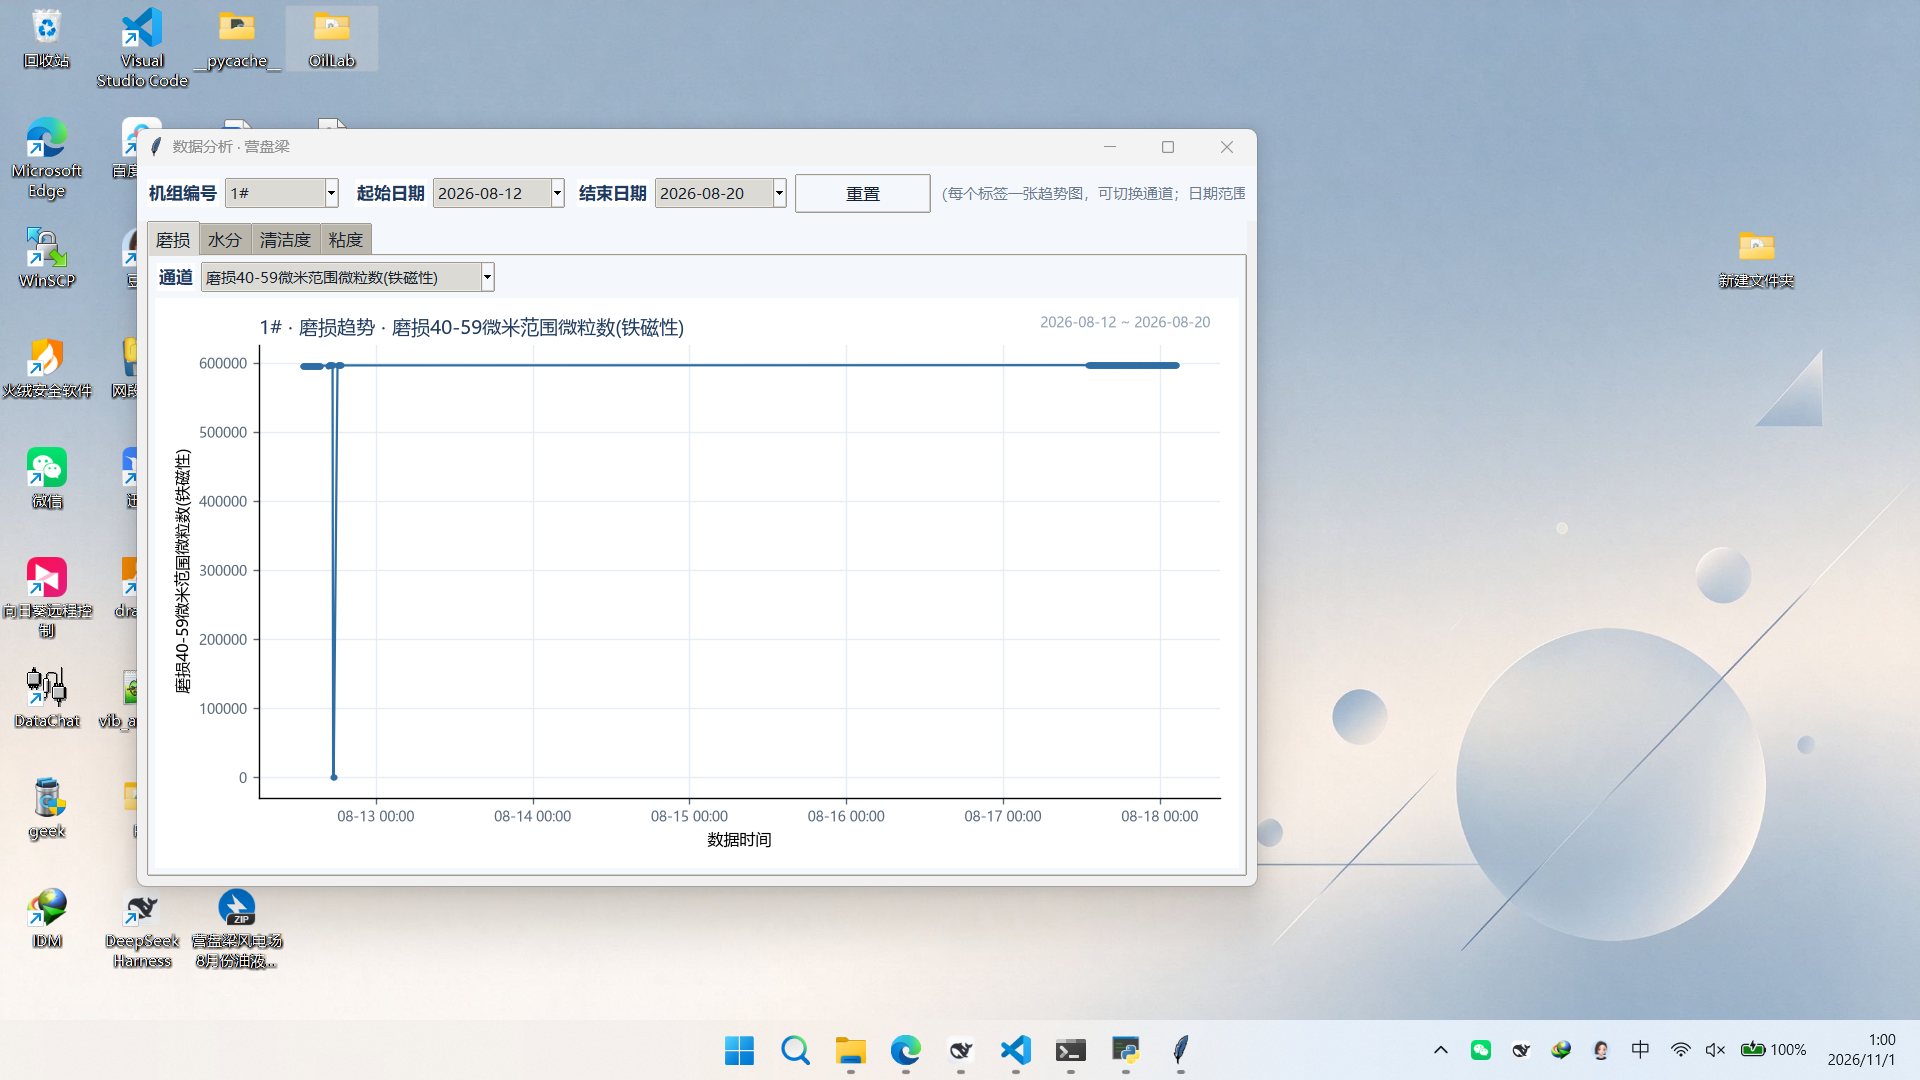 回收站
Visual
Studio Code
__pycache__
OilLab
Microsoft
Edge
WinSCP
火绒安全软件
微信
向日葵远程控
制
DataChat
geek
IDM
DeepSeek
Harness
ZIP
营盘梁风电场
8月份油液...
新建文件夹
数据分析 · 营盘梁
机组编号 1# 起始日期 2026-08-12 结束日期 2026-08-20 重置 (每个标签一张趋势图，可切换通道；日期范围
磨损 水分 清洁度 粘度
通道 磨损40-59微米范围微粒数(铁磁性)
1# · 磨损趋势 · 磨损40-59微米范围微粒数(铁磁性)
2026-08-12 ~ 2026-08-20
磨损40-59微米范围微粒数(铁磁性)
600000
500000
400000
300000
200000
100000
0
08-13 00:00 08-14 00:00 08-15 00:00 08-16 00:00 08-17 00:00 08-18 00:00
数据时间
中
100%
1:00
2026/11/1